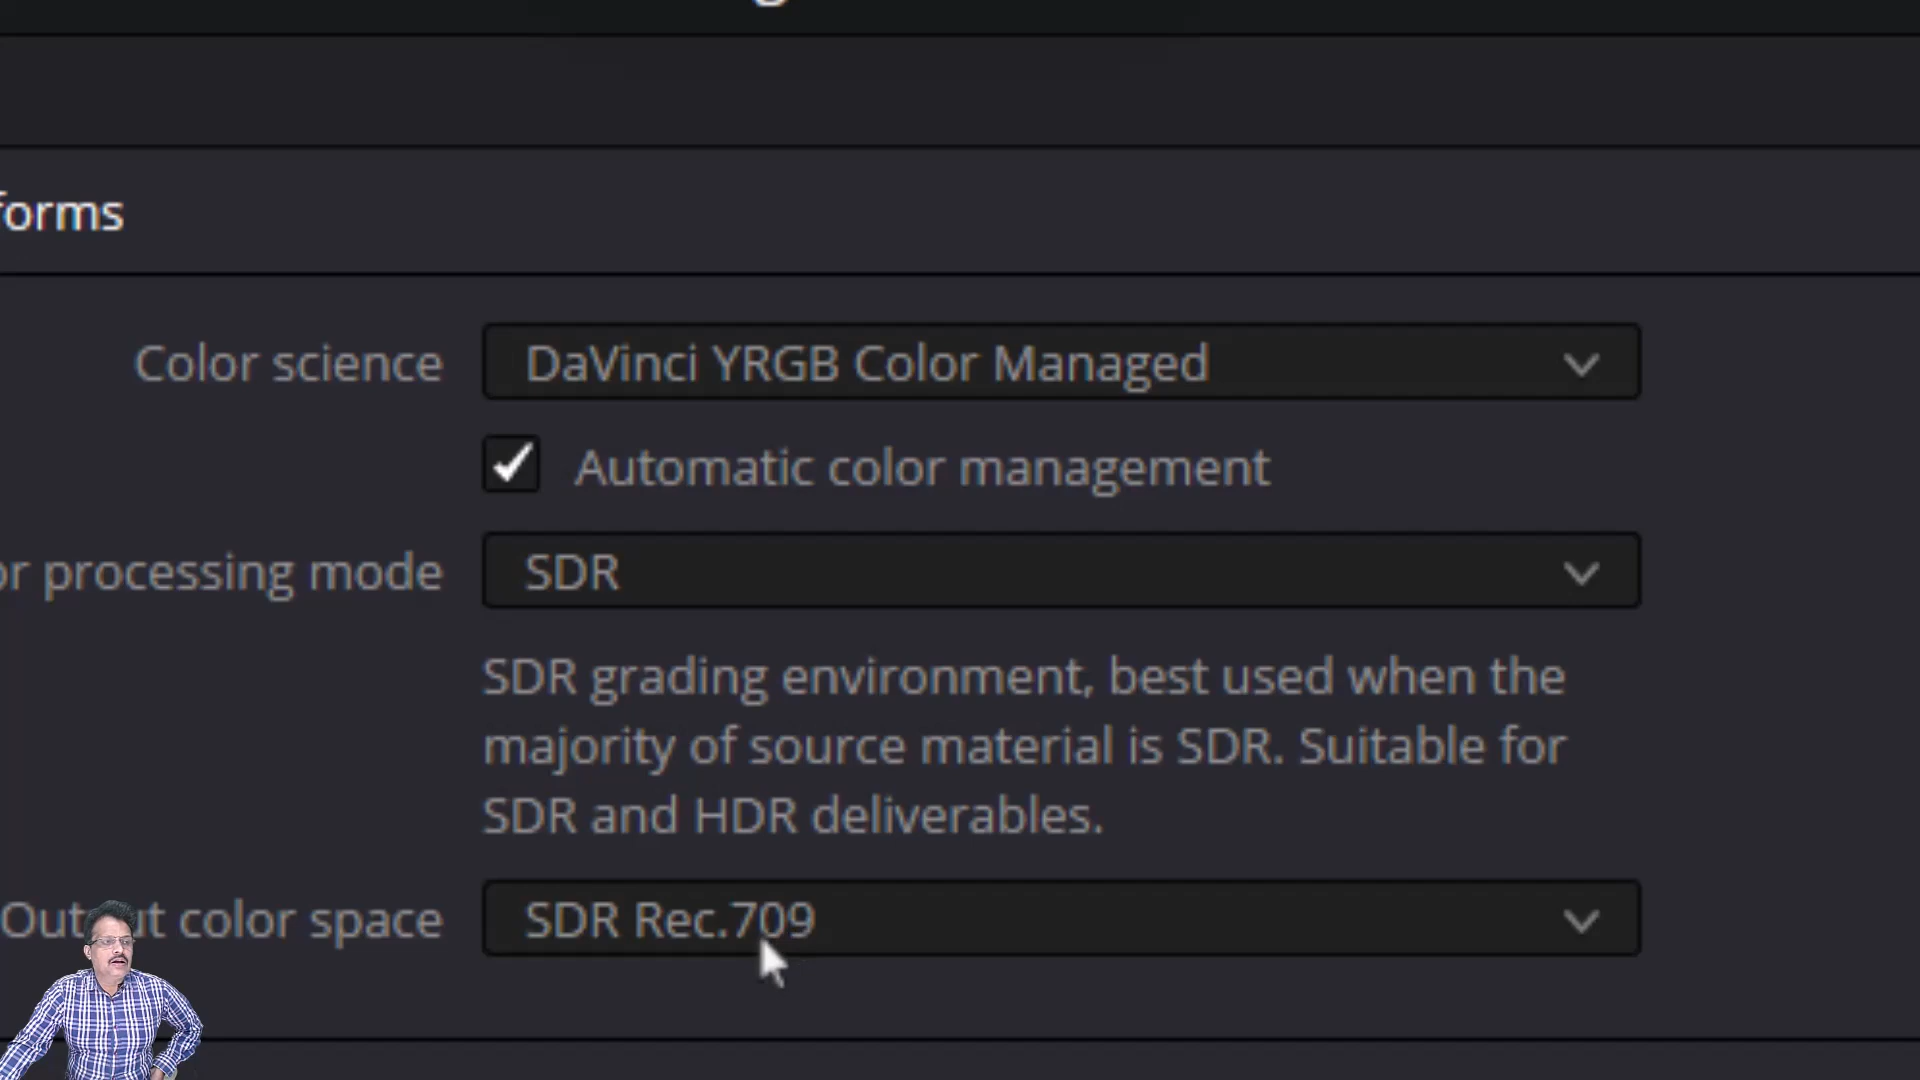 forms
Color science DaVinci YRGB Color Managed
Automatic color management
processing mode SDR
SDR grading environment, best used when the
majority of source material is SDR. Suitable for
SDR and HDR deliverables.
color space SDR Rec.709